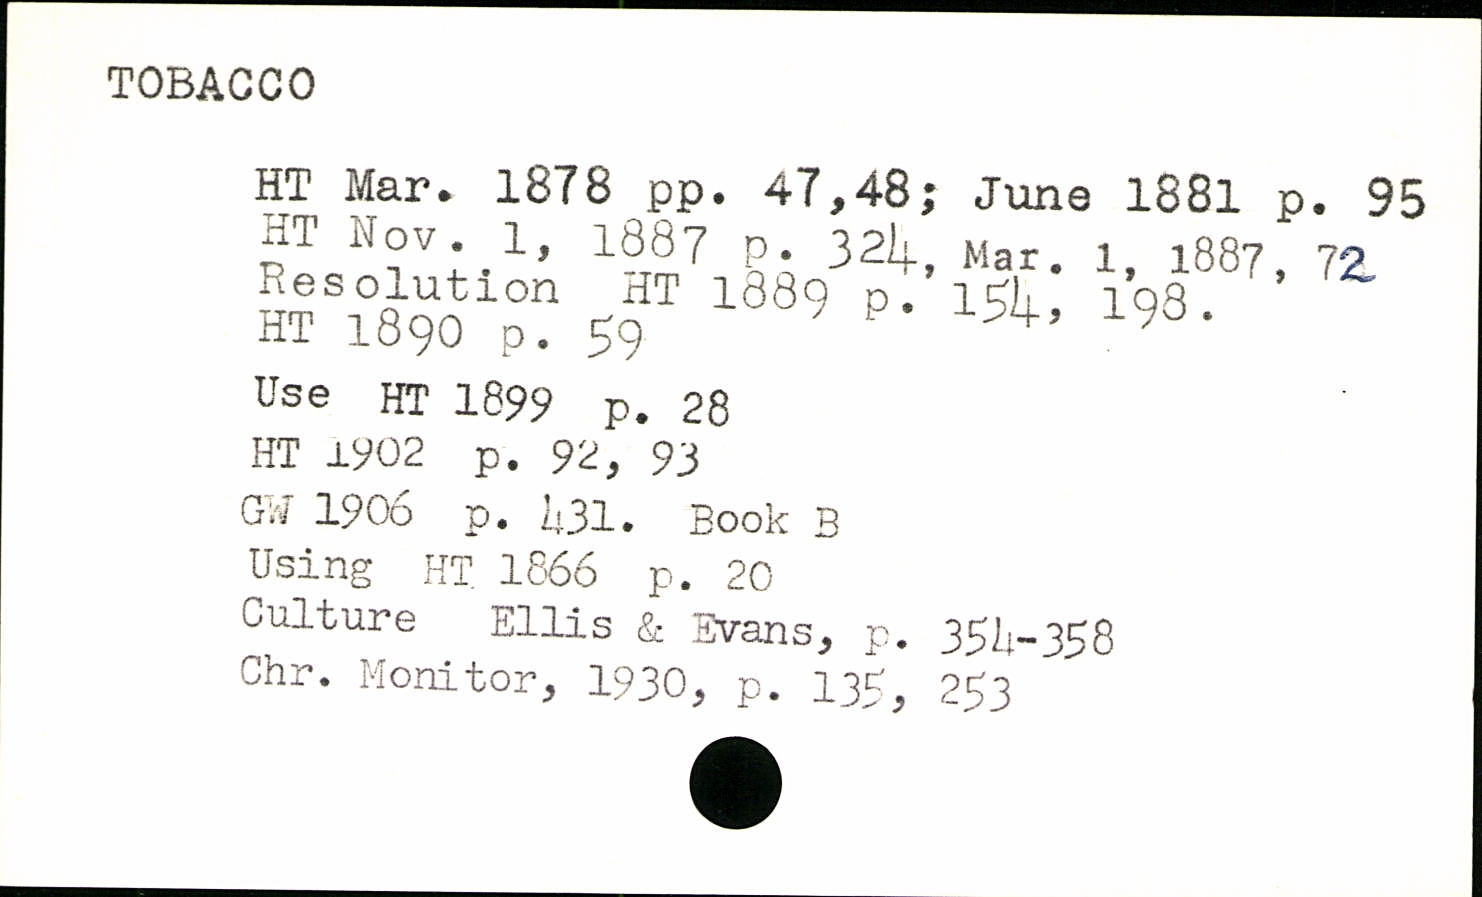 TOBACCO
HT Mar. 1878 pp. 47,48; June 1881 p. 95
HT Nov. 1, 1887 p. 324, Mar. 1, 1887, 72
Resolution HT 1889 p. 154, 198.
HT 1890 p. 59
Use HT 1899 p. 28
HT 1902 p. 92, 93
GW 1906 p. 431. Book B
Using HT 1866 p. 20
Culture Ellis & Evans, p. 354-358
Chr. Monitor, 1930, p. 135, 253